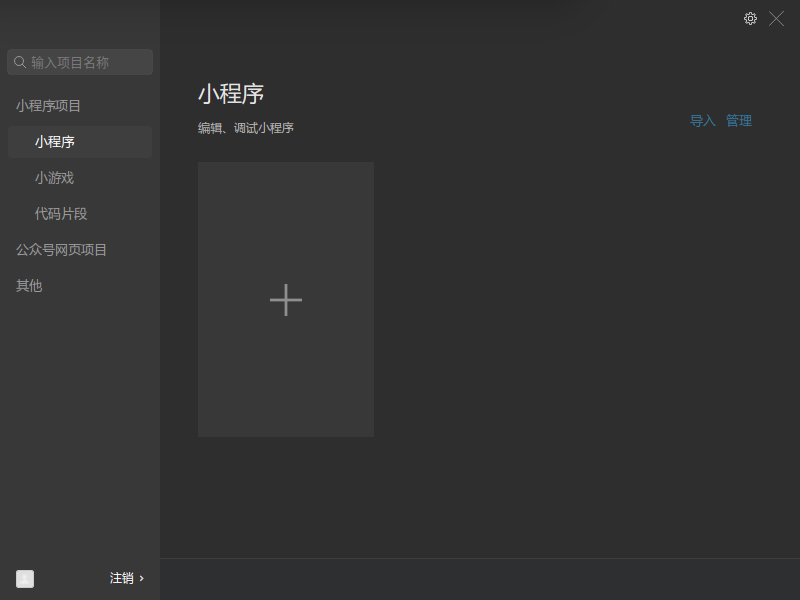 输入项目名称
小程序项目
小程序
小游戏
代码片段
公众号网页项目
其他
注销
小程序
编辑、调试小程序
导入 管理